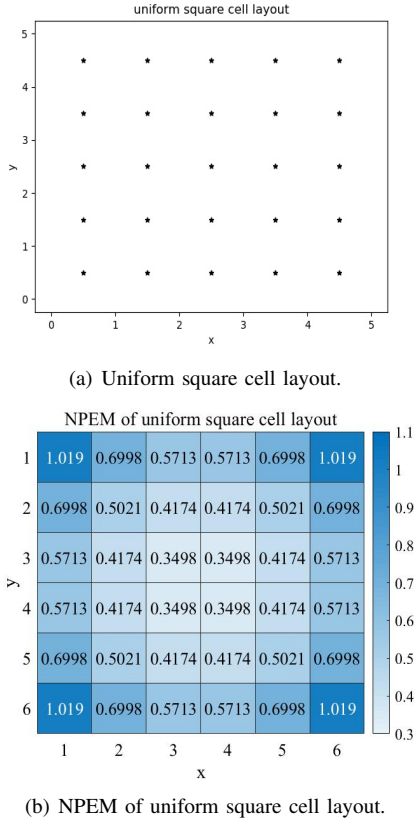 uniform square cell layout
5
4
3
2
1
0
y
0 1 2 3 4 5
x
(a) Uniform square cell layout.
NPEM of uniform square cell layout
1 1.019 0.6998 0.5713 0.5713 0.6998 1.019
2 0.6998 0.5021 0.4174 0.4174 0.5021 0.6998
3 0.5713 0.4174 0.3498 0.3498 0.4174 0.5713
4 0.5713 0.4174 0.3498 0.3498 0.4174 0.5713
5 0.6998 0.5021 0.4174 0.4174 0.5021 0.6998
6 1.019 0.6998 0.5713 0.5713 0.6998 1.019
y
1 2 3 4 5 6
x
1.1
1
0.9
0.8
0.7
0.6
0.5
0.4
0.3
(b) NPEM of uniform square cell layout.